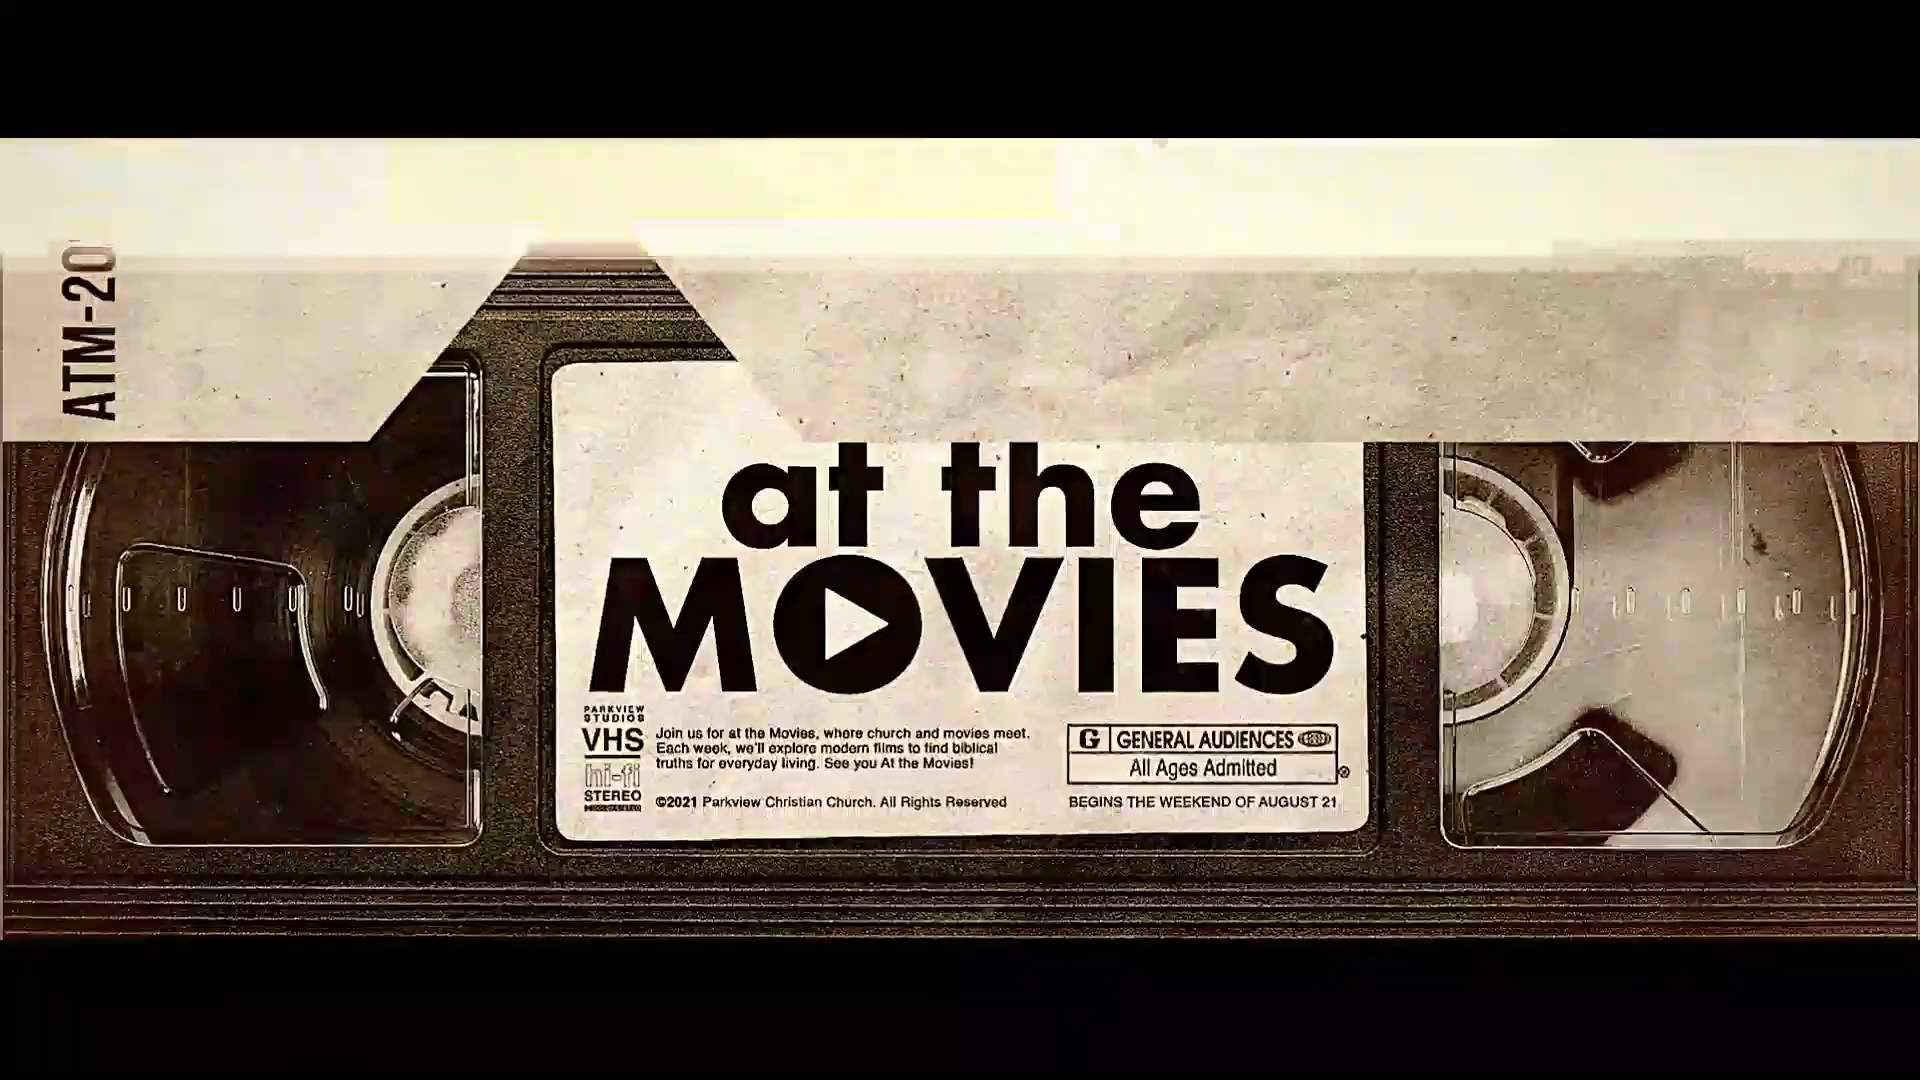 ATM-20
at the
MOVIES
PARKVIEW
STUDIOS
VHS
hi-fi
STEREO
Join us for at the Movies, where church and movies meet.
Each week, we'll explore modern films to find biblical
truths for everyday living. See you At the Movies!
©2021 Parkview Christian Church. All Rights Reserved
G GENERAL AUDIENCES
All Ages Admitted
®
BEGINS THE WEEKEND OF AUGUST 21